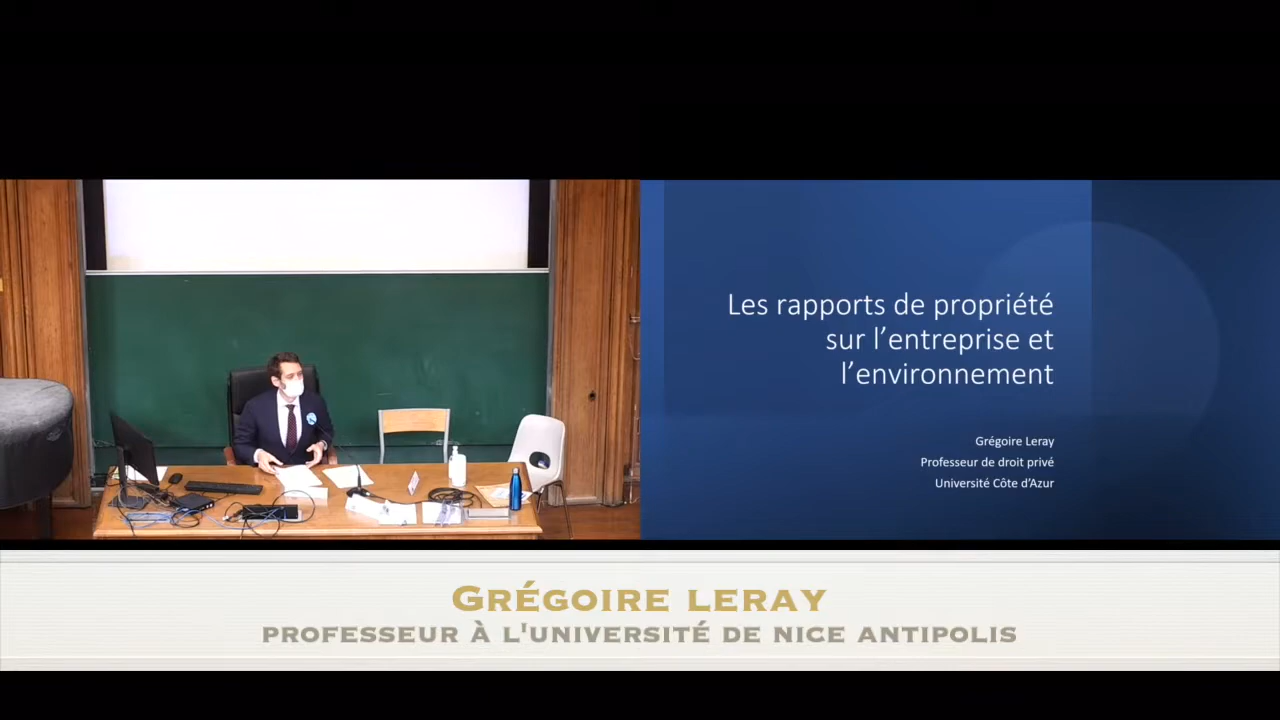 Les rapports de propriété
sur l'entreprise et
l'environnement
Grégoire Leray
Professeur de droit privé
Université Côte d'Azur
GRÉGOIRE LERAY
PROFESSEUR À L'UNIVERSITÉ DE NICE ANTIPOLIS